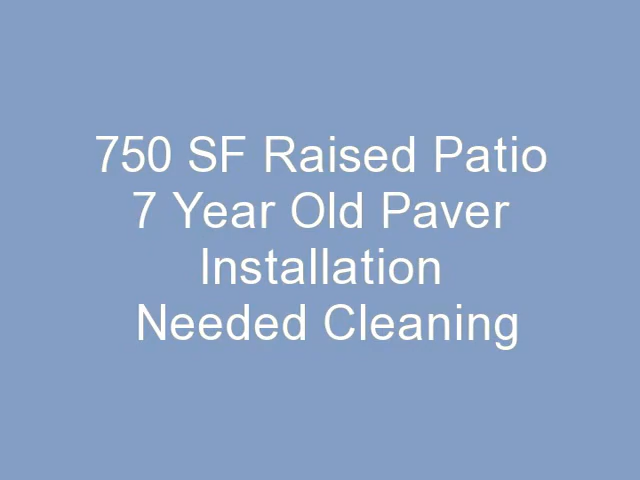 750 SF Raised Patio
7 Year Old Paver
Installation
Needed Cleaning